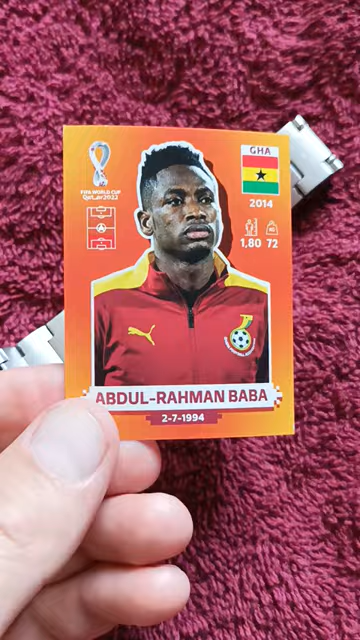 GHA
FIFA WORLD CUP
Qatar2022
2014
1,80 72
ABDUL-RAHMAN BABA
2-7-1994